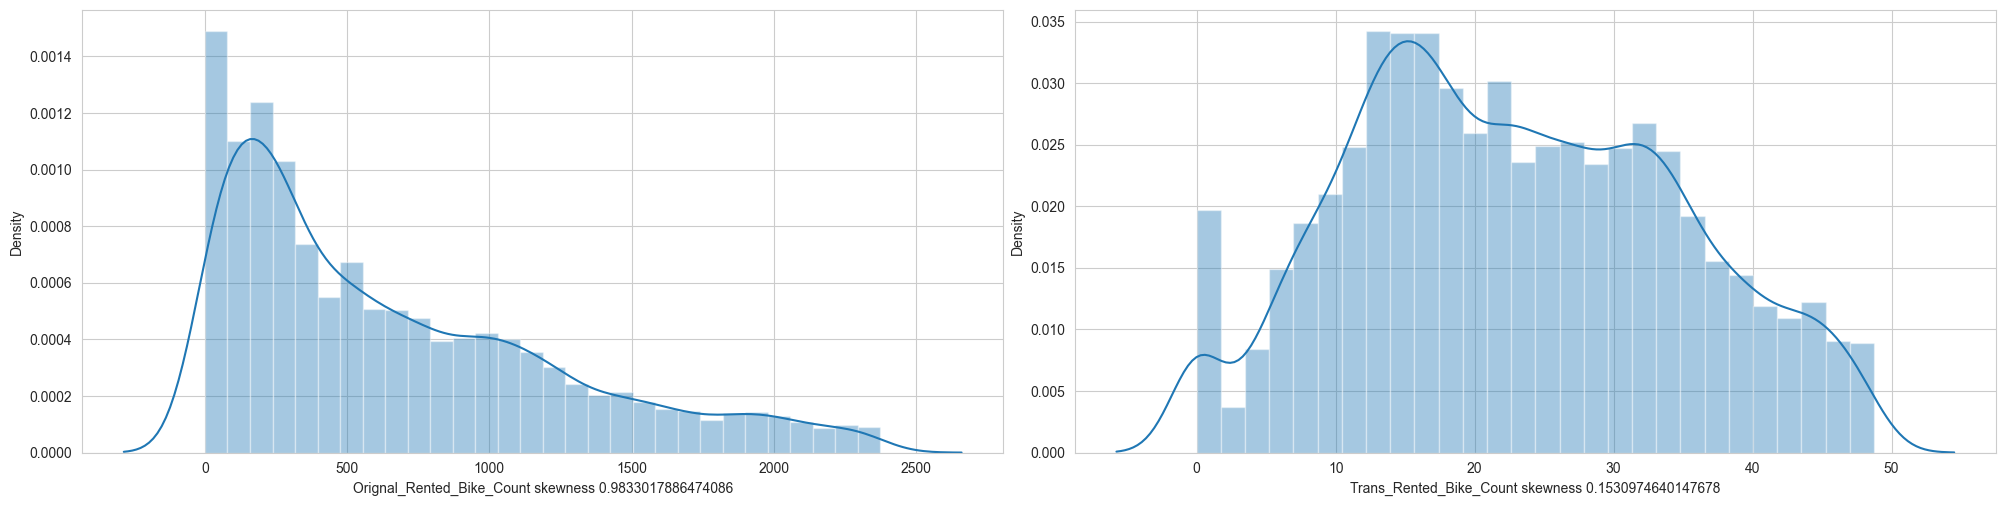 0.0014
0.0012
0.0010
0.0008
0.0006
0.0004
0.0002
0.0000
Density
0 500 1000 1500 2000 2500
Orignal_Rented_Bike_Count skewness 0.9833017886474086
0.035
0.030
0.025
0.020
0.015
0.010
0.005
0.000
Density
0 10 20 30 40 50
Trans_Rented_Bike_Count skewness 0.1530974640147678